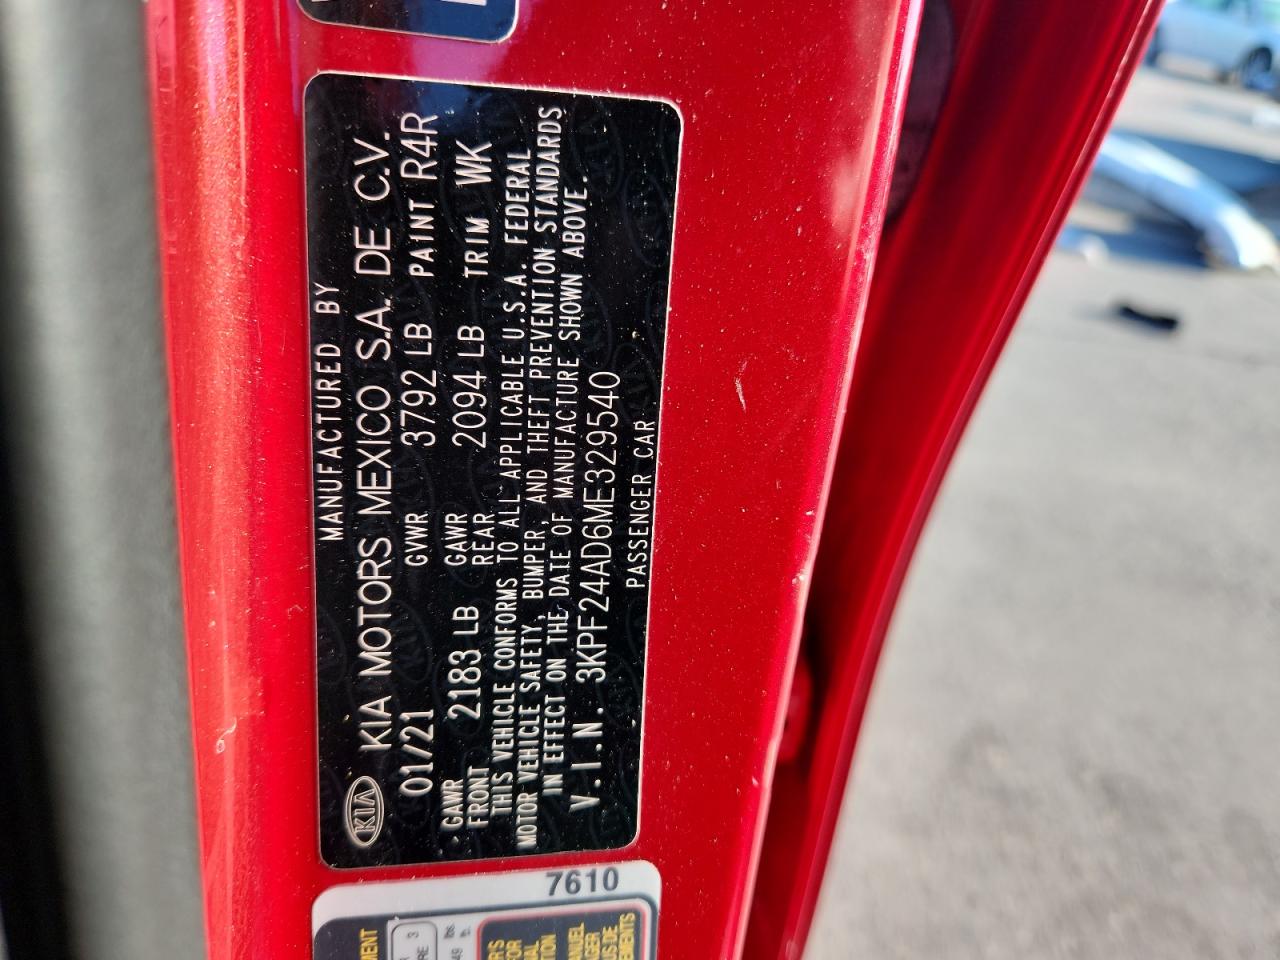 MANUFACTURED BY
KIA KIA MOTORS MEXICO S.A. DE C.V.
01/21 GVWR 3792 LB PAINT R4R
GAWR FRONT 2183 LB GAWR REAR 2094 LB TRIM WK
THIS VEHICLE CONFORMS TO ALL APPLICABLE U.S.A. FEDERAL
MOTOR VEHICLE SAFETY, BUMPER, AND THEFT PREVENTION STANDARDS
IN EFFECT ON THE DATE OF MANUFACTURE SHOWN ABOVE.
V.I.N. 3KPF24AD6ME329540
PASSENGER CAR
7610